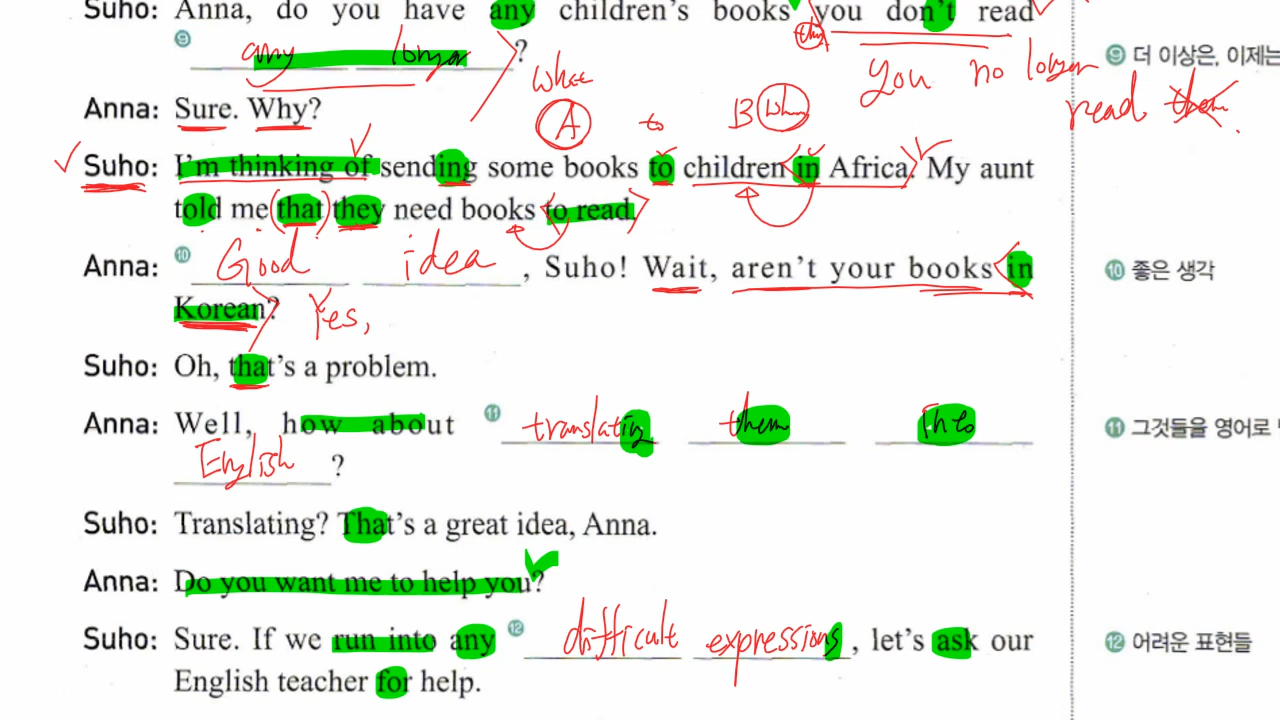 Suho: Anna, do you have any children's books you don't read
⑨ any longer ? ⑨ 더 이상은, 이제는
you no longer
read them.
what
Anna: Sure. Why?
A to B
Suho: I'm thinking of sending some books to children in Africa. My aunt
told me (that) they need books to read.
Anna: ⑩ Good idea, Suho! Wait, aren't your books in ⑩ 좋은 생각
Korean? Yes,
Suho: Oh, that's a problem.
Anna: Well, how about ⑪ translating them into ⑪ 그것들을 영어로
English?
Suho: Translating? That's a great idea, Anna.
Anna: Do you want me to help you?
Suho: Sure. If we run into any ⑫ difficult expressions, let's ask our ⑫ 어려운 표현들
English teacher for help.